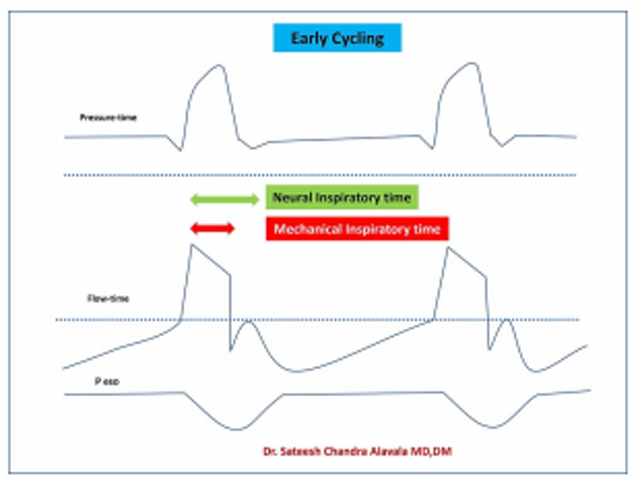 Early Cycling
Pressure-time
Neural Inspiratory time
Mechanical Inspiratory time
Flow-time
P eso
Dr. Sateesh Chandra Alavala MD,DM